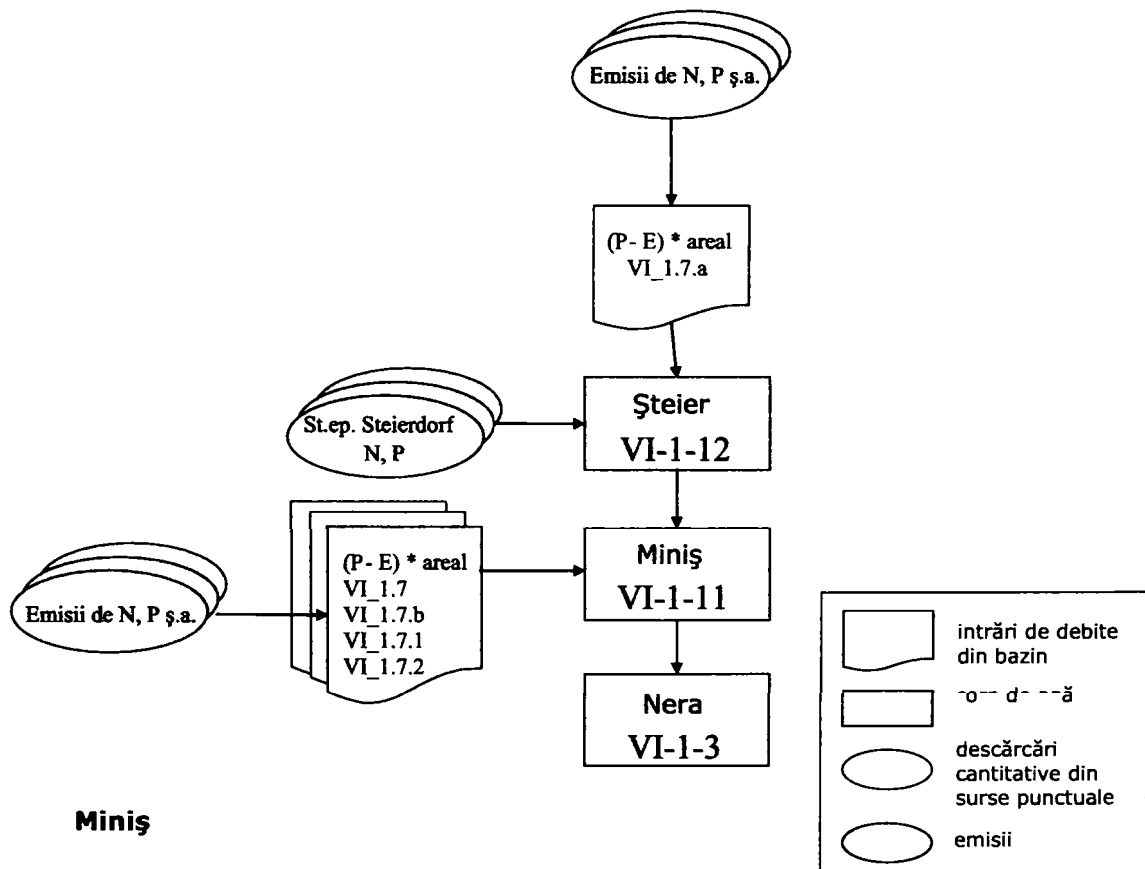 Emisii de N, P ş.a.
(P- E) * areal
VI_1.7.a
St.ep. Steierdorf
N, P
Şteier
VI-1-12
Emisii de N, P ş.a.
(P- E) * areal
VI_1.7
VI_1.7.b
VI_1.7.1
VI_1.7.2
Miniş
VI-1-11
Nera
VI-1-3
Miniş
intrări de debite
din bazin
descărcări
cantitative din
surse punctuale
emisii